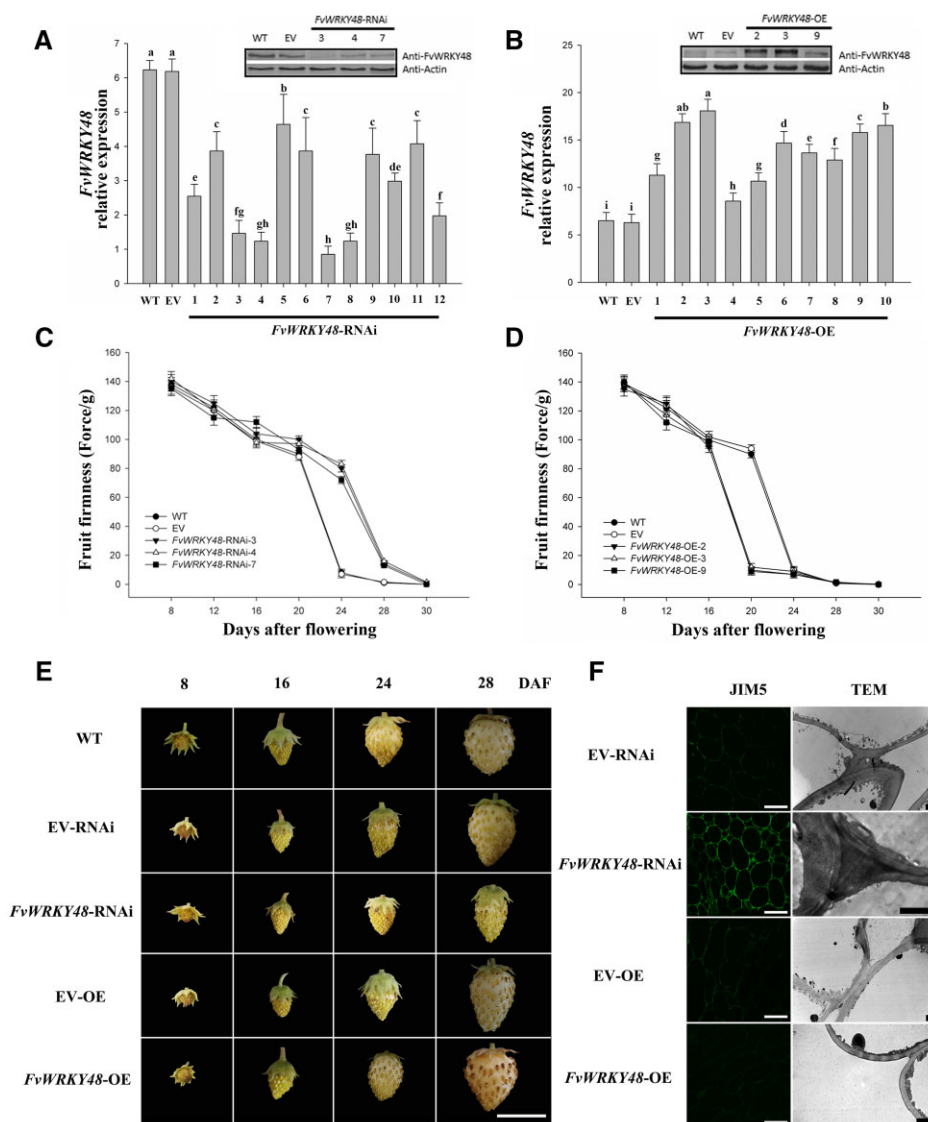 A
FvWRKY48-RNAi
WT EV 3 4 7
Anti-FvWRKY48
Anti-Actin
FvWRKY48
relative expression
7
6
5
4
3
2
1
0
a a e c fg gh b c h gh c de c f
WT EV 1 2 3 4 5 6 7 8 9 10 11 12
FvWRKY48-RNAi
B
FvWRKY48-OE
WT EV 2 3 9
Anti-FvWRKY48
Anti-Actin
FvWRKY48
relative expression
25
20
15
10
5
0
i i g ab a h g d e f c b
WT EV 1 2 3 4 5 6 7 8 9 10
FvWRKY48-OE
C
Fruit firmness (Force/g)
160
140
120
100
80
60
40
20
0
WT
EV
FvWRKY48-RNAi-3
FvWRKY48-RNAi-4
FvWRKY48-RNAi-7
8 12 16 20 24 28 30
Days after flowering
D
Fruit firmness (Force/g)
160
140
120
100
80
60
40
20
0
WT
EV
FvWRKY48-OE-2
FvWRKY48-OE-3
FvWRKY48-OE-9
8 12 16 20 24 28 30
Days after flowering
E
8 16 24 28 DAF
WT
EV-RNAi
FvWRKY48-RNAi
EV-OE
FvWRKY48-OE
F
JIM5 TEM
EV-RNAi
FvWRKY48-RNAi
EV-OE
FvWRKY48-OE